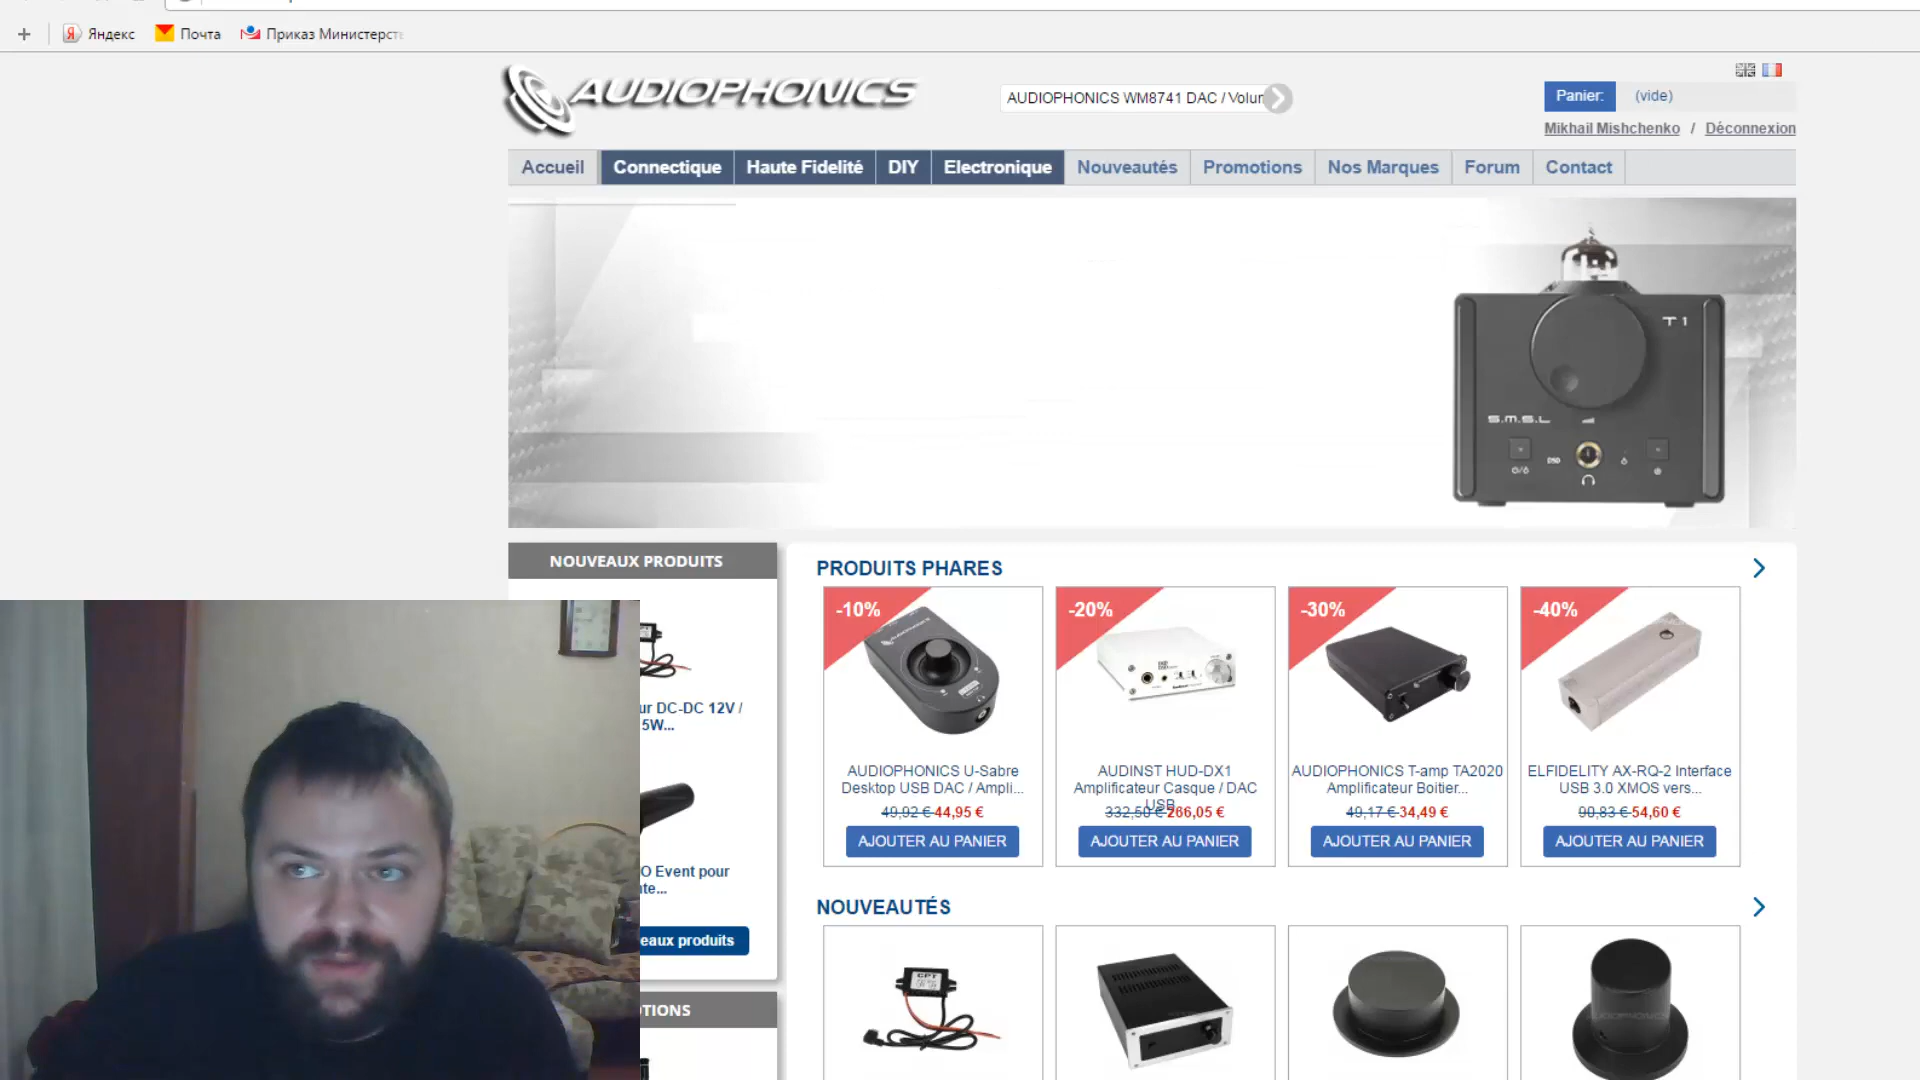 Яндекс
Почта
Приказ Министерст
AUDIOPHONICS
AUDIOPHONICS WM8741 DAC / Volum
Panier:
(vide)
Mikhail Mishchenko / Déconnexion
Accueil
Connectique
Haute Fidelité
DIY
Electronique
Nouveautés
Promotions
Nos Marques
Forum
Contact
T1
S.M.S.L
DSD
NOUVEAUX PRODUITS
ur DC-DC 12V /
5W...
O Event pour
te...
eaux produits
TIONS
PRODUITS PHARES
-10%
AUDIOPHONICS U-Sabre
Desktop USB DAC / Ampli...
49,92 € 44,95 €
AJOUTER AU PANIER
-20%
AUDINST HUD-DX1
Amplificateur Casque / DAC
USB
332,50 € 266,05 €
AJOUTER AU PANIER
-30%
AUDIOPHONICS T-amp TA2020
Amplificateur Boitier...
49,17 € 34,49 €
AJOUTER AU PANIER
-40%
ELFIDELITY AX-RQ-2 Interface
USB 3.0 XMOS vers...
90,83 € 54,60 €
AJOUTER AU PANIER
NOUVEAUTÉS
CPT
AUDIOPHONICS